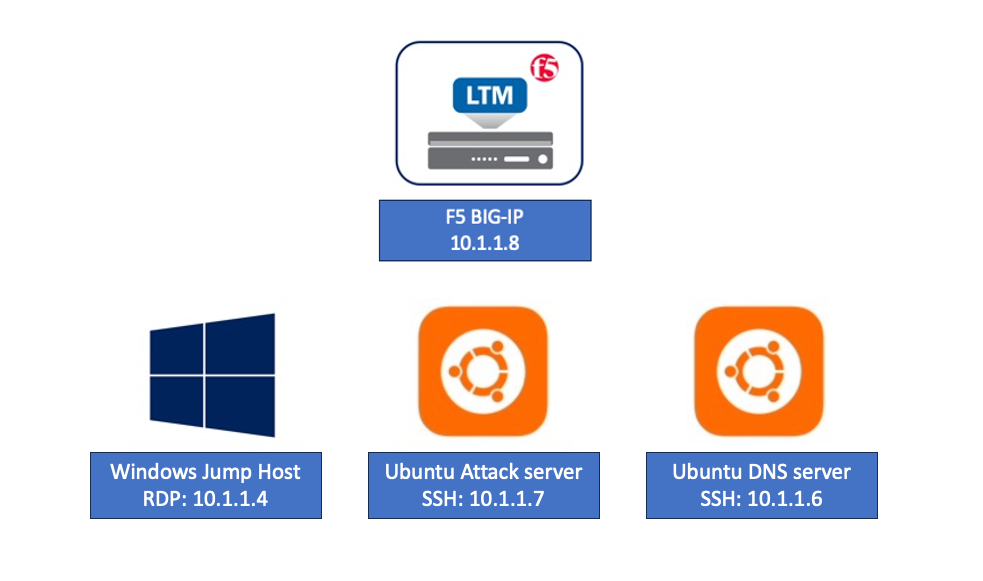 f5
LTM
F5 BIG-IP
10.1.1.8
Windows Jump Host
RDP: 10.1.1.4
Ubuntu Attack server
SSH: 10.1.1.7
Ubuntu DNS server
SSH: 10.1.1.6